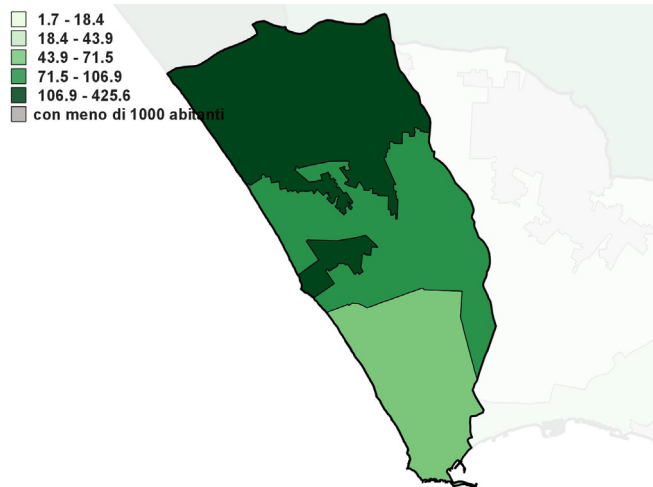 1.7 - 18.4
18.4 - 43.9
43.9 - 71.5
71.5 - 106.9
106.9 - 425.6
con meno di 1000 abitanti